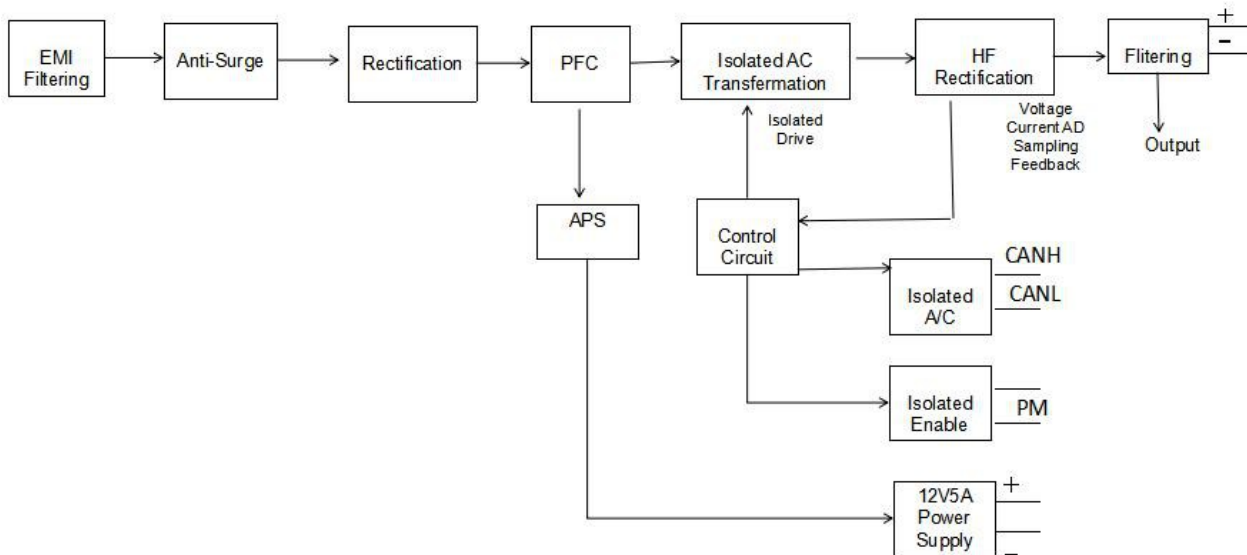 EMI
Filtering
Anti-Surge
Rectification
PFC
Isolated AC
Transfermation
HF
Rectification
Flitering
+
-
Isolated
Drive
Voltage
Current AD
Sampling
Feedback
Output
APS
Control
Circuit
CANH
Isolated
A/C
CANL
Isolated
Enable
PM
12V5A
Power
Supply
+
-